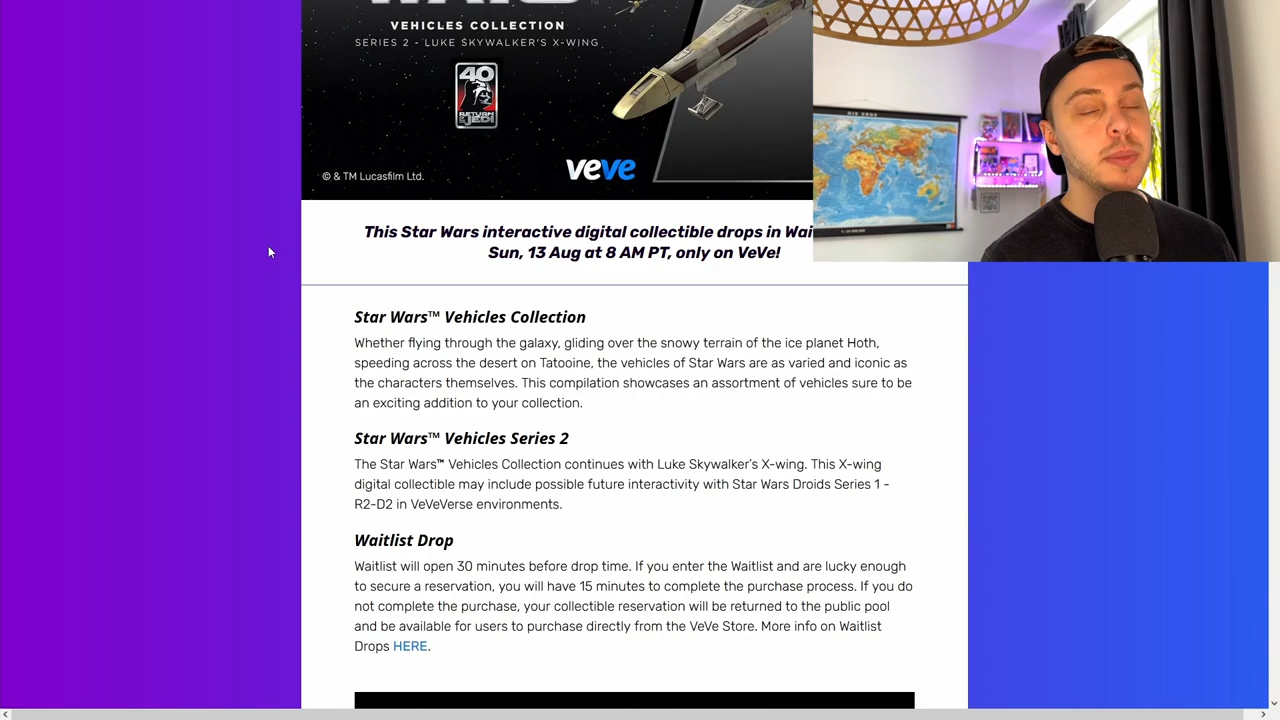 VEHICLES COLLECTION
SERIES 2 - LUKE SKYWALKER'S X-WING
40
RETURN
OF THE
JEDI
veve
© & TM Lucasfilm Ltd.
This Star Wars interactive digital collectible drops in
Sun, 13 Aug at 8 AM PT, only on VeVe!
Star Wars™ Vehicles Collection
Whether flying through the galaxy, gliding over the snowy terrain of the ice planet Hoth,
speeding across the desert on Tatooine, the vehicles of Star Wars are as varied and iconic as
the characters themselves. This compilation showcases an assortment of vehicles sure to be
an exciting addition to your collection.
Star Wars™ Vehicles Series 2
The Star Wars™ Vehicles Collection continues with Luke Skywalker's X-wing. This X-wing
digital collectible may include possible future interactivity with Star Wars Droids Series 1 -
R2-D2 in VeVeVerse environments.
Waitlist Drop
Waitlist will open 30 minutes before drop time. If you enter the Waitlist and are lucky enough
to secure a reservation, you will have 15 minutes to complete the purchase process. If you do
not complete the purchase, your collectible reservation will be returned to the public pool
and be available for users to purchase directly from the VeVe Store. More info on Waitlist
Drops HERE.